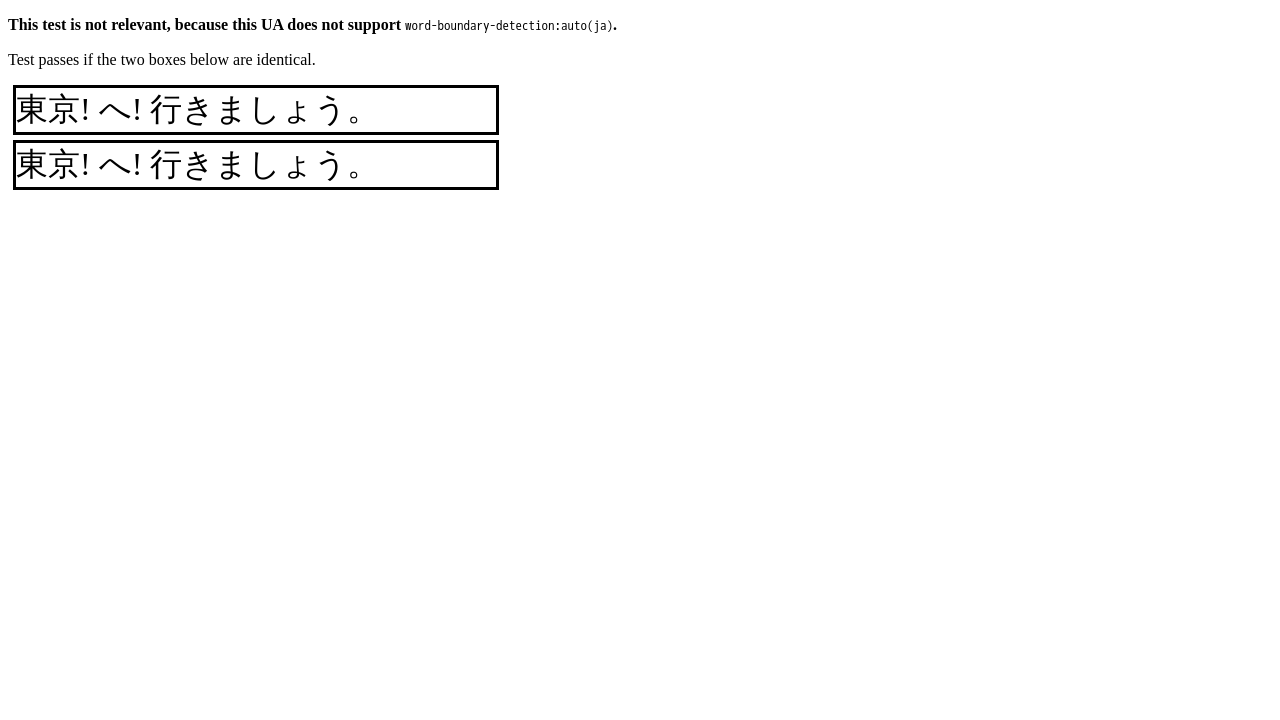 This test is not relevant, because this UA does not support word-boundary-detection:auto(ja).
Test passes if the two boxes below are identical.
東京! へ! 行きましょう。
東京! へ! 行きましょう。